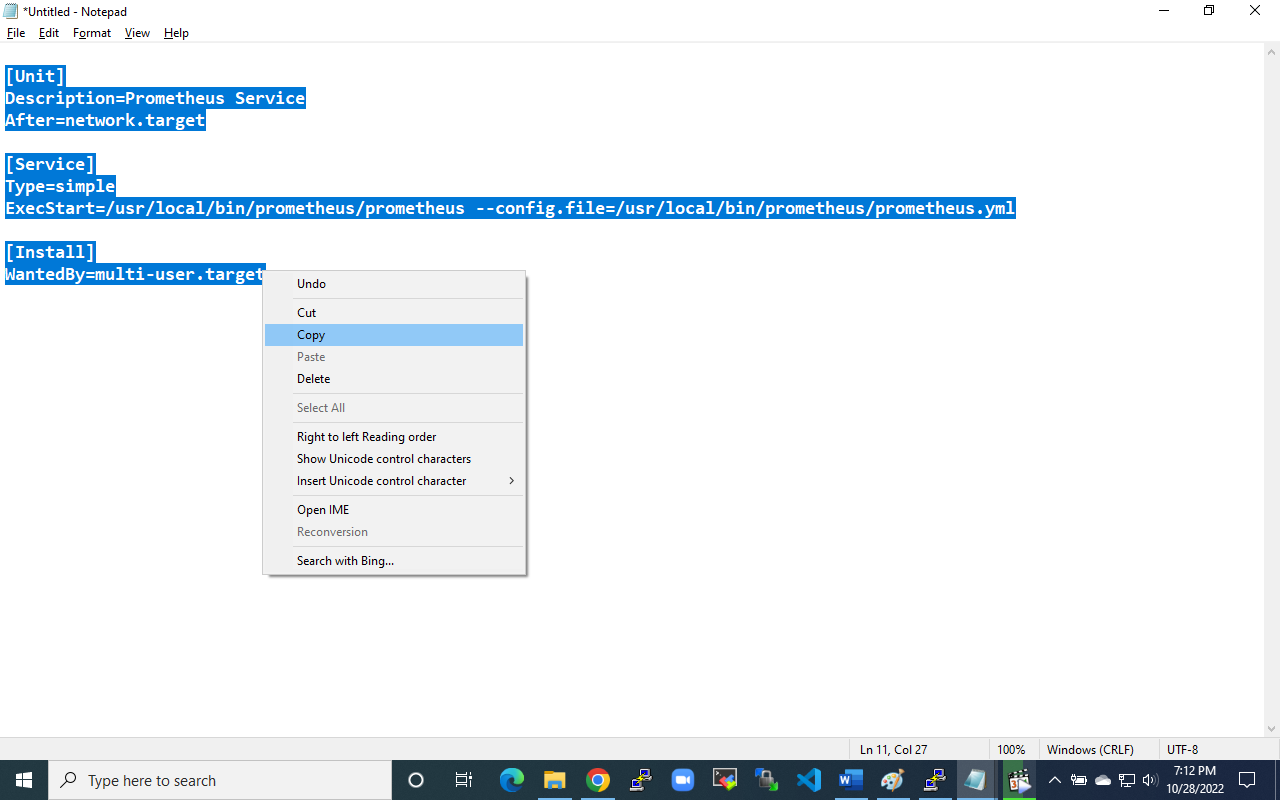 *Untitled - Notepad
File Edit Format View Help
[Unit]
Description=Prometheus Service
After=network.target
[Service]
Type=simple
ExecStart=/usr/local/bin/prometheus/prometheus --config.file=/usr/local/bin/prometheus/prometheus.yml
[Install]
WantedBy=multi-user.target
Undo
Cut
Copy
Paste
Delete
Select All
Right to left Reading order
Show Unicode control characters
Insert Unicode control character
Open IME
Reconversion
Search with Bing...
Ln 11, Col 27 100% Windows (CRLF) UTF-8
Type here to search
7:12 PM
10/28/2022